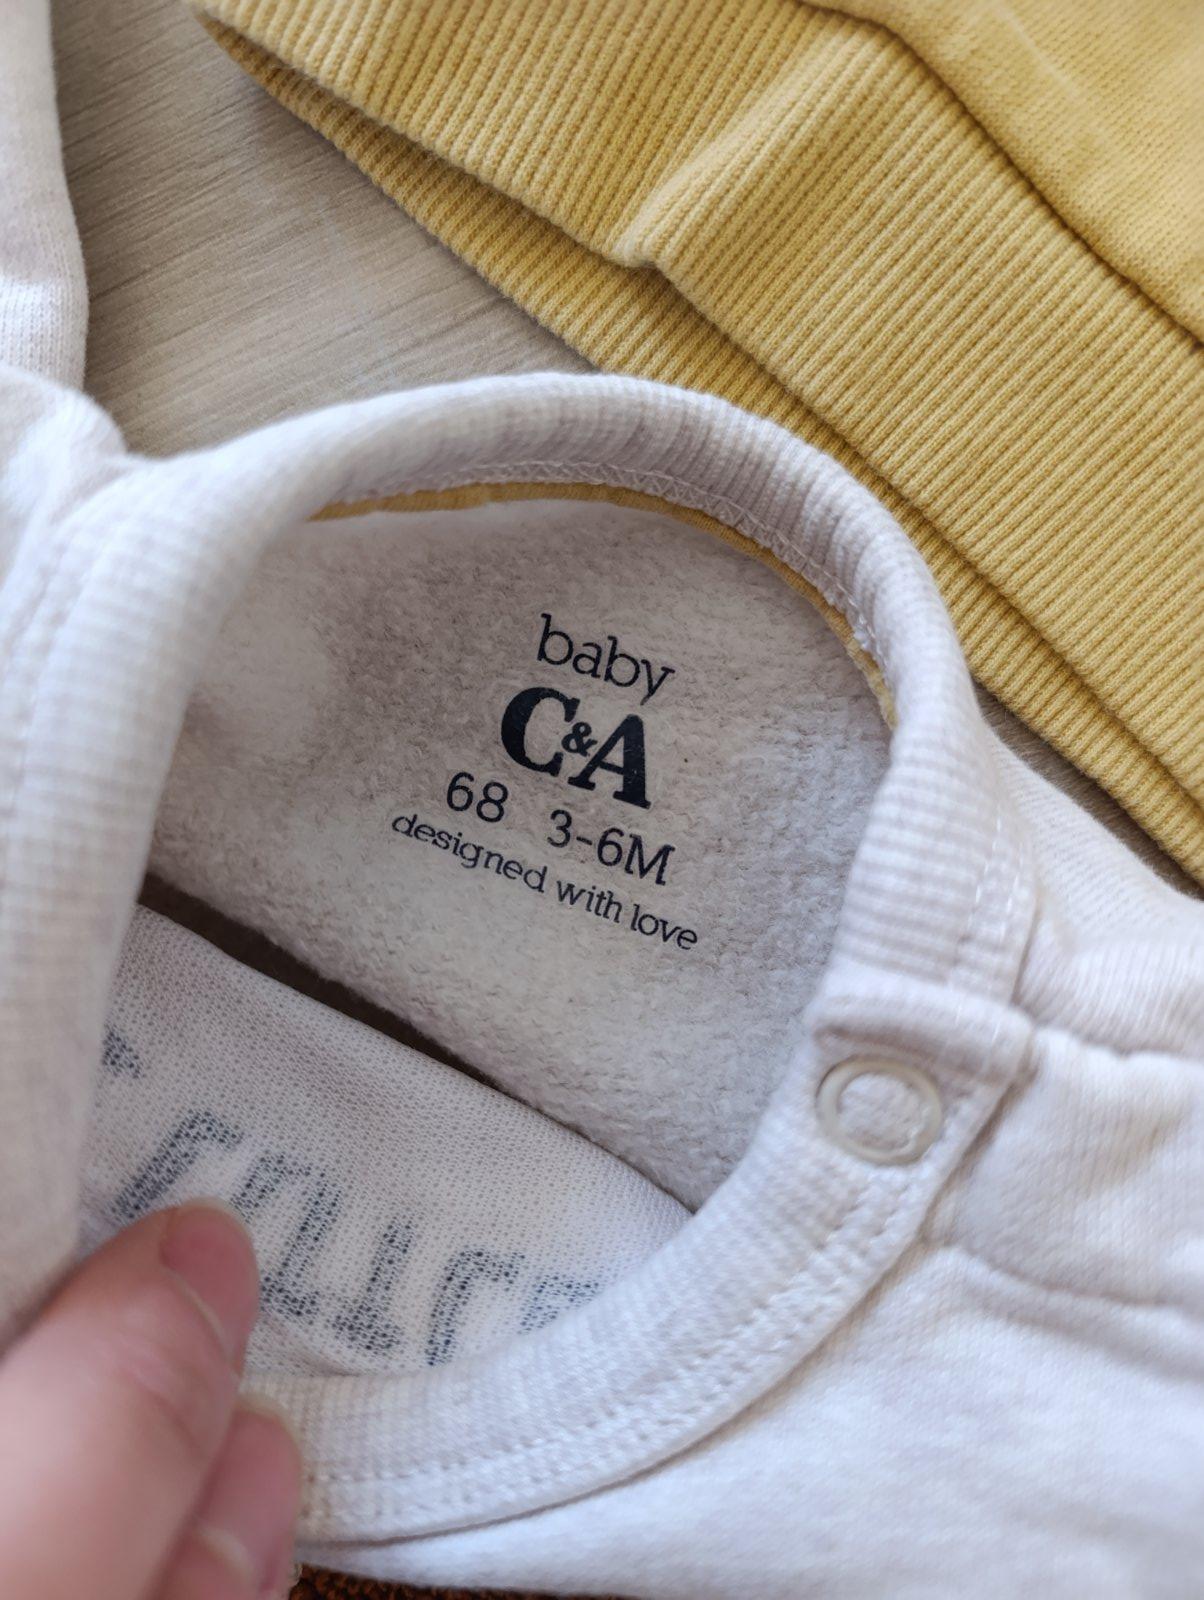 baby
C&A
68 3-6M
designed with love